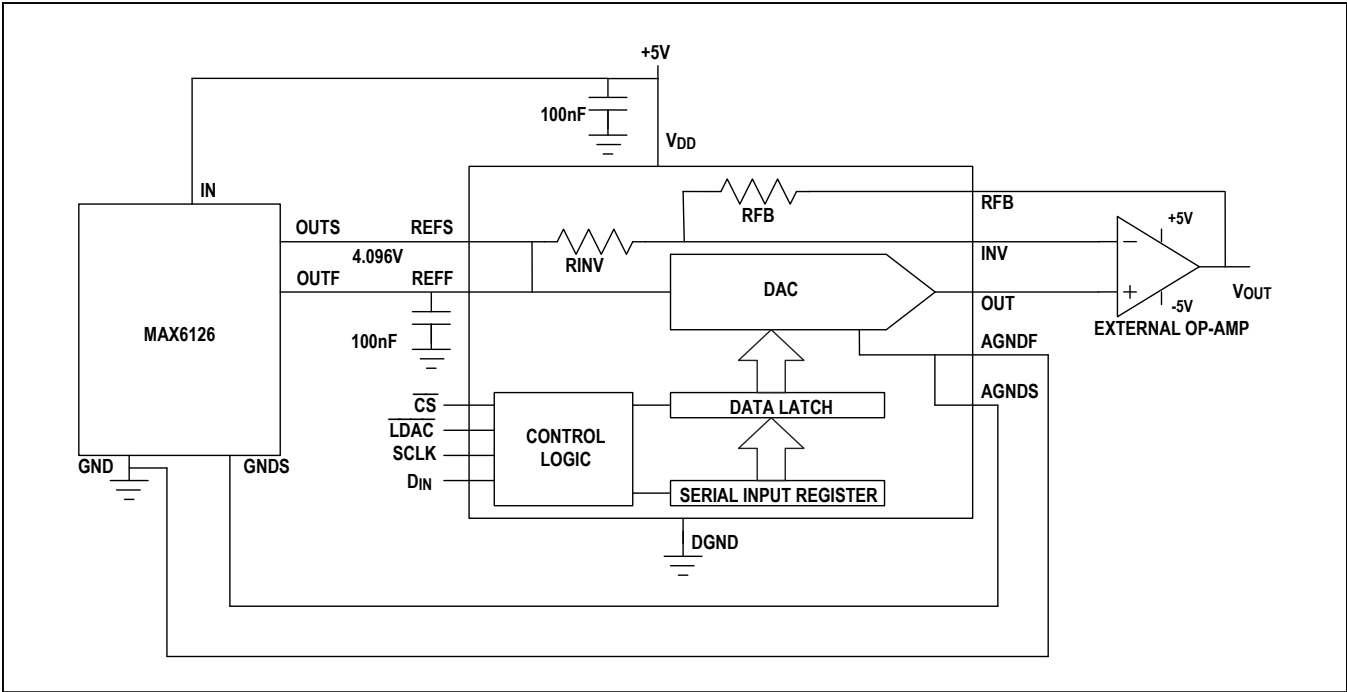 +5V
100nF
VDD
IN
RFB
RFB
+5V
OUTS
REFS
4.096V
RINV
INV
−
OUTF
REFF
DAC
OUT
+
-5V
VOUT
EXTERNAL OP-AMP
MAX6126
100nF
AGNDF
AGNDS
CS
DATA LATCH
LDAC
CONTROL
LOGIC
SCLK
DIN
SERIAL INPUT REGISTER
GND
GNDS
DGND